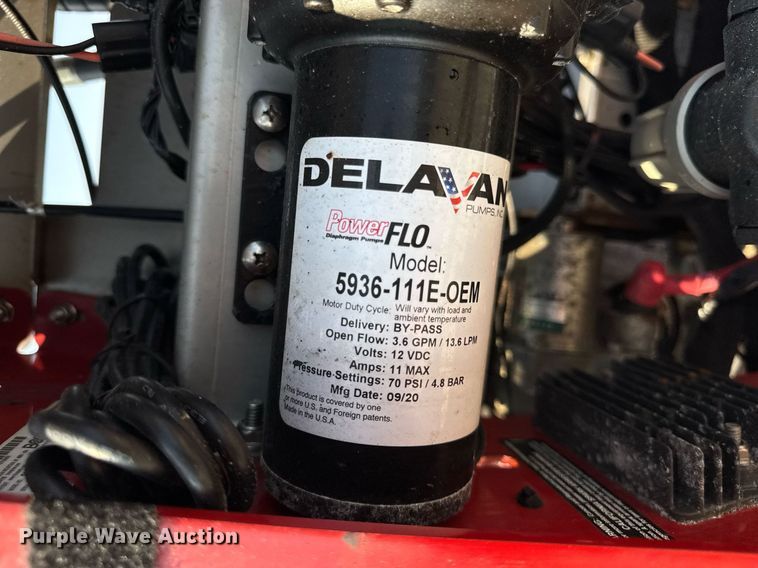 DELAVAN
PUMPS, INC
PowerFLO™
Diaphragm Pumps
Model:
5936-111E-OEM
Motor Duty Cycle: Will vary with load and
ambient temperature
Delivery: BY-PASS
Open Flow: 3.6 GPM / 13.6 LPM
Volts: 12 VDC
Amps: 11 MAX
Pressure Settings: 70 PSI / 4.8 BAR
Mfg Date: 09/20
This product is covered by one
or more U.S. and Foreign patents.
Made in the U.S.A.
Purple Wave Auction